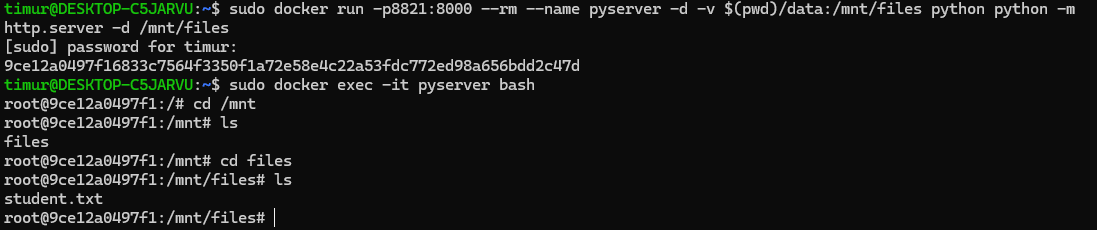 timur@DESKTOP-C5JARVU:~$ sudo docker run -p8821:8000 --rm --name pyserver -d -v $(pwd)/data:/mnt/files python python -m
http.server -d /mnt/files
[sudo] password for timur:
9ce12a0497f16833c7564f3350f1a72e58e4c22a53fdc772ed98a656bdd2c47d
timur@DESKTOP-C5JARVU:~$ sudo docker exec -it pyserver bash
root@9ce12a0497f1:/# cd /mnt
root@9ce12a0497f1:/mnt# ls
files
root@9ce12a0497f1:/mnt# cd files
root@9ce12a0497f1:/mnt/files# ls
student.txt
root@9ce12a0497f1:/mnt/files#